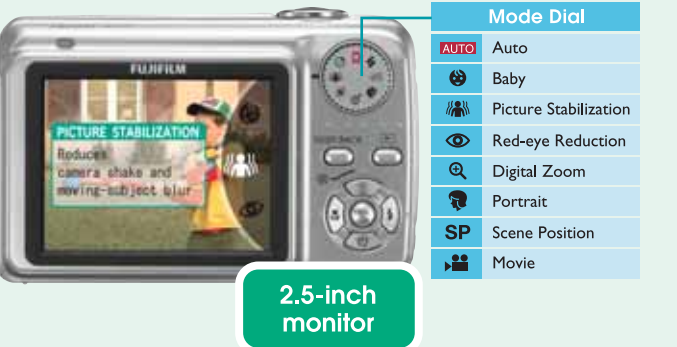 Mode Dial
AUTO Auto
Baby
Picture Stabilization
Red-eye Reduction
Digital Zoom
Portrait
SP Scene Position
Movie
FUJIFILM
PICTURE STABILIZATION
Reduces
camera shake and
moving-subject blur
2.5-inch
monitor